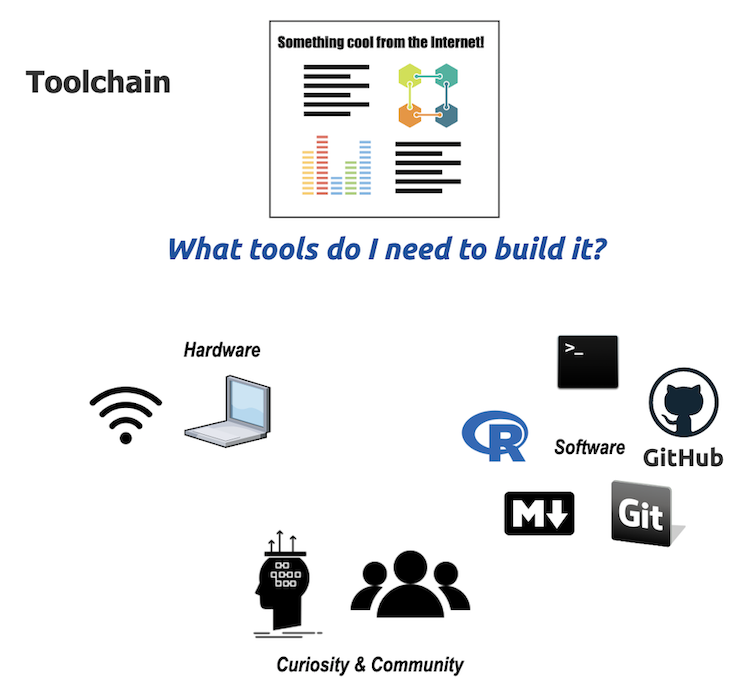 Something cool from the Internet!
Toolchain
What tools do I need to build it?
Hardware
>_
R
Software
GitHub
M
Git
Curiosity & Community